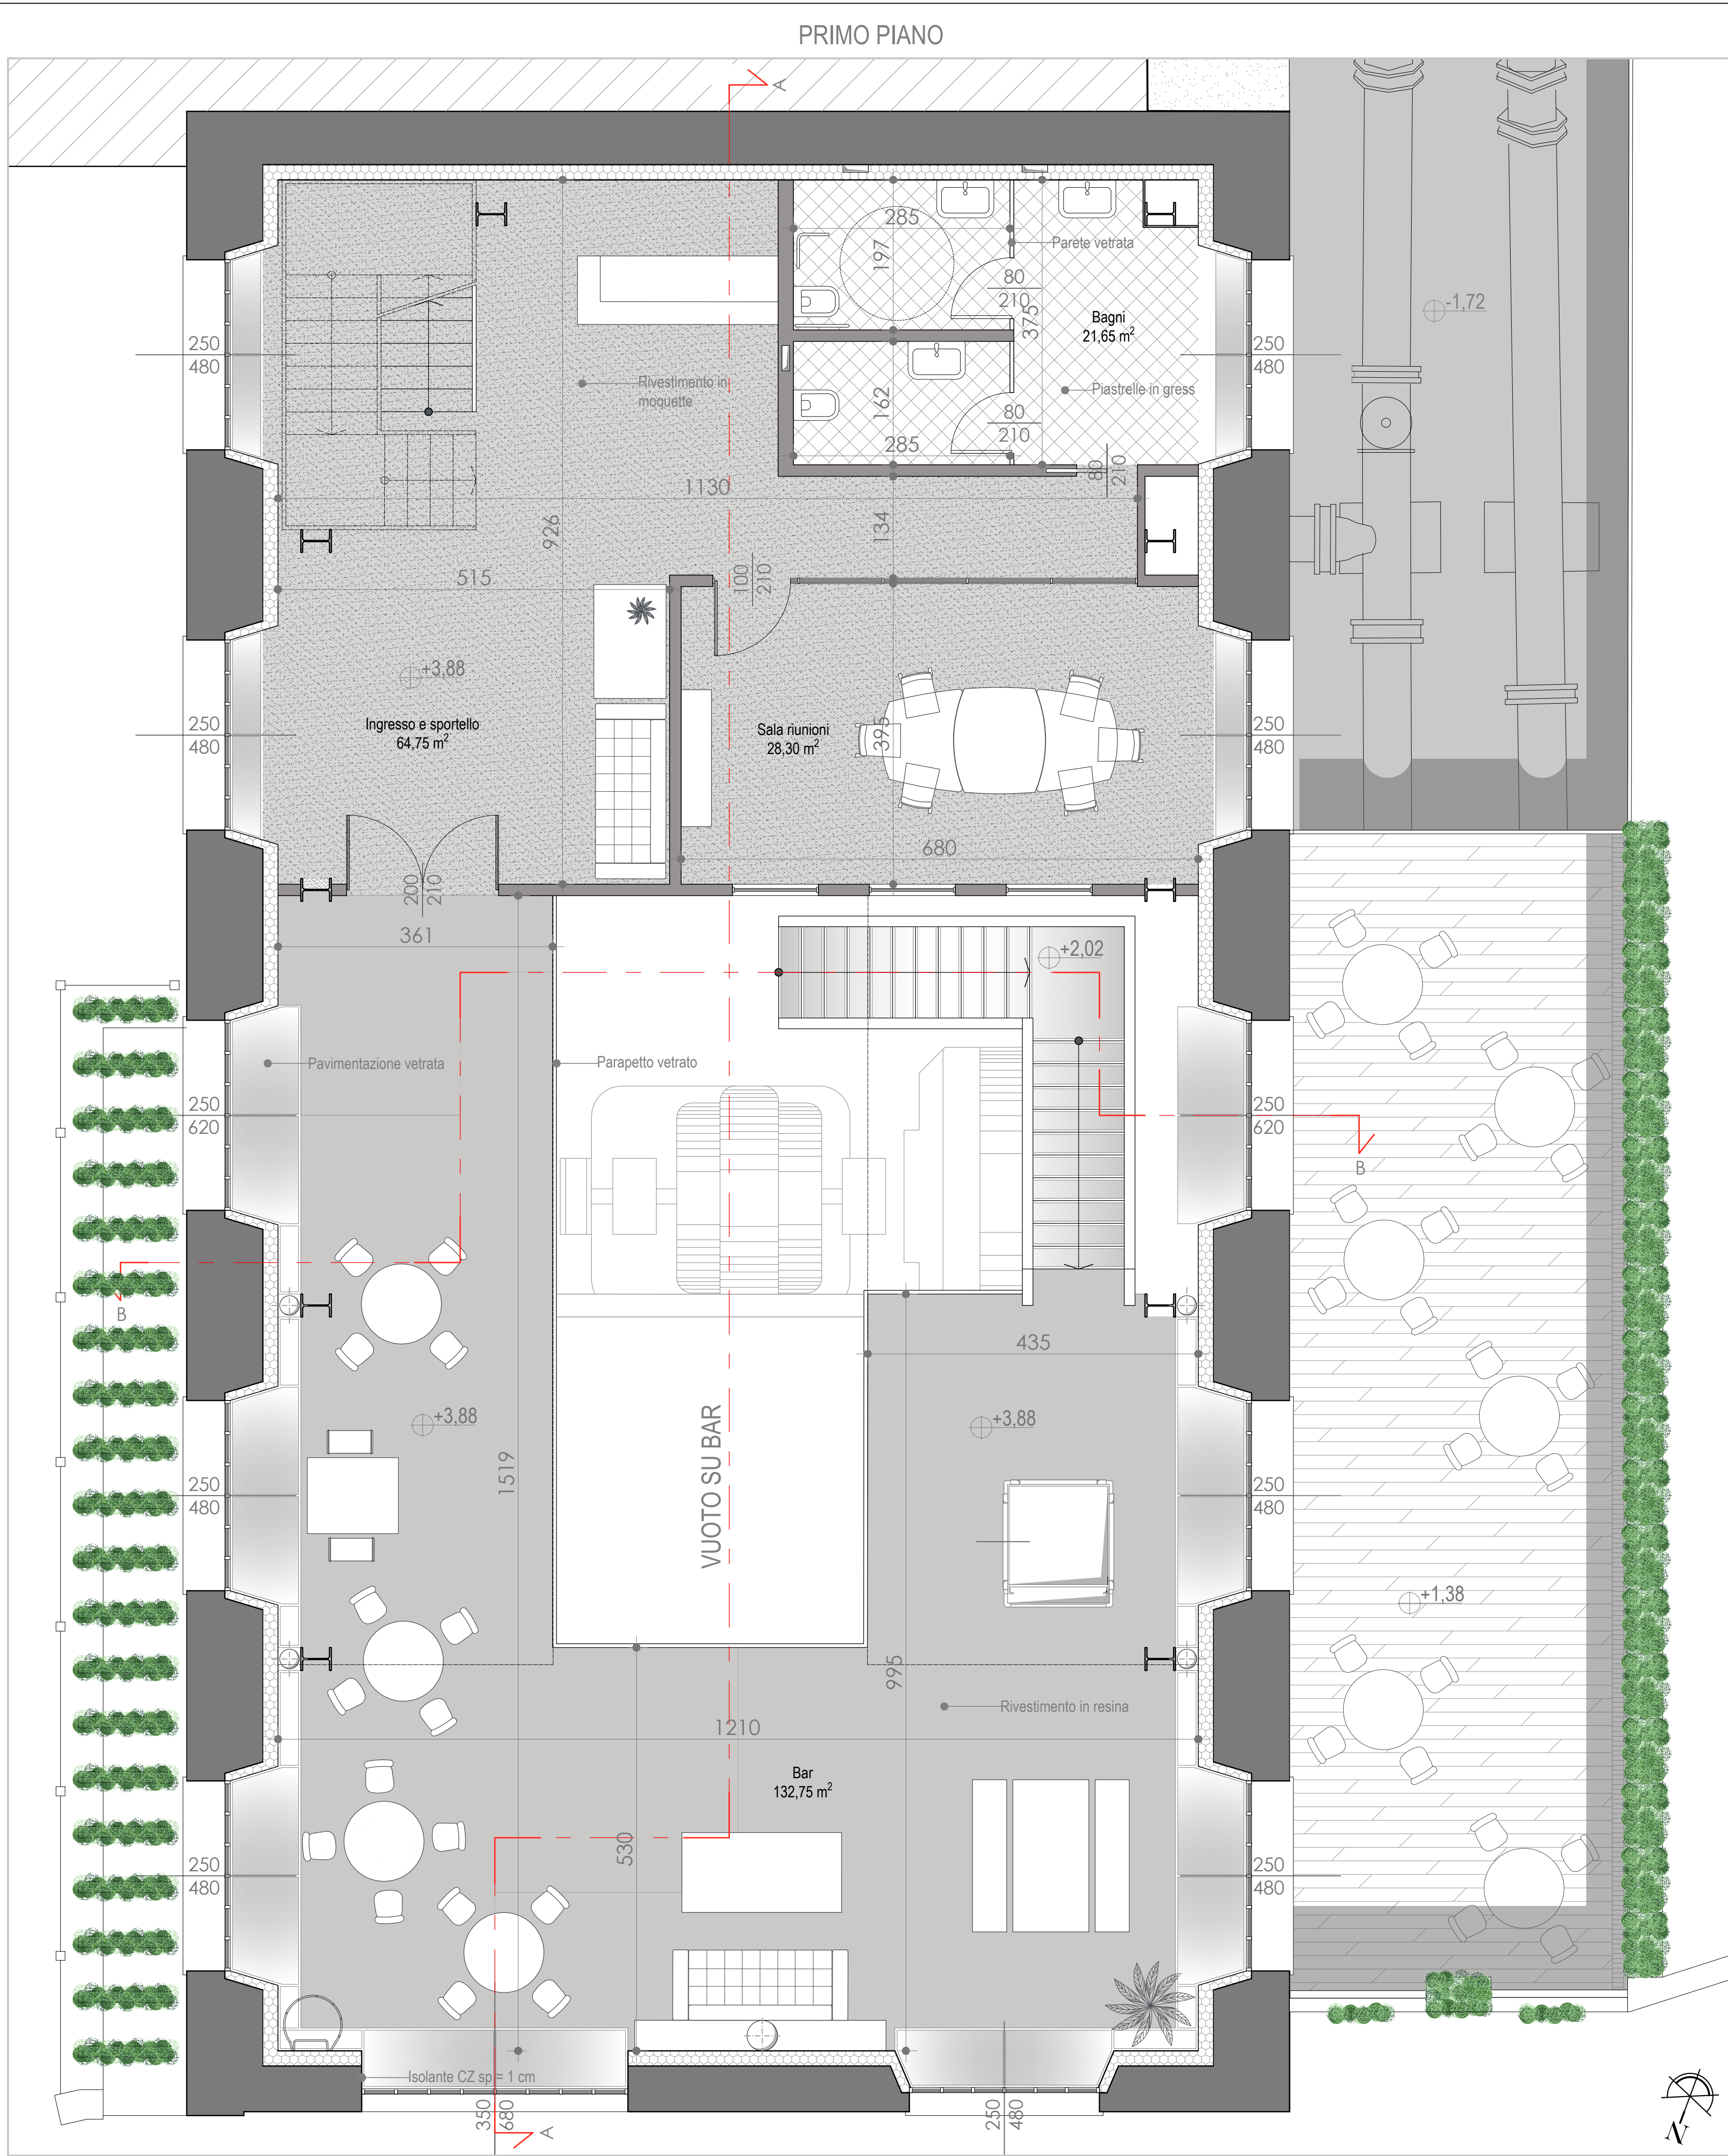 PRIMO PIANO
A
285
197
Parete vetrata
80
210
375
Bagni
21,65 m²
-1,72
250
480
250
480
Rivestimento in
moquette
Piastrelle in gress
162
80
210
285
80
210
1130
926
134
515
100
210
+3,88
Ingresso e sportello
64,75 m²
Sala riunioni
28,30 m²
395
250
480
250
480
680
200
210
361
+2,02
Pavimentazione vetrata
Parapetto vetrato
250
620
250
620
B
B
435
+3,88
+3,88
VUOTO SU BAR
1519
250
480
250
480
+1,38
995
Rivestimento in resina
1210
Bar
132,75 m²
530
250
480
250
480
Isolante CZ sp = 1 cm
350
680
A
250
480
N